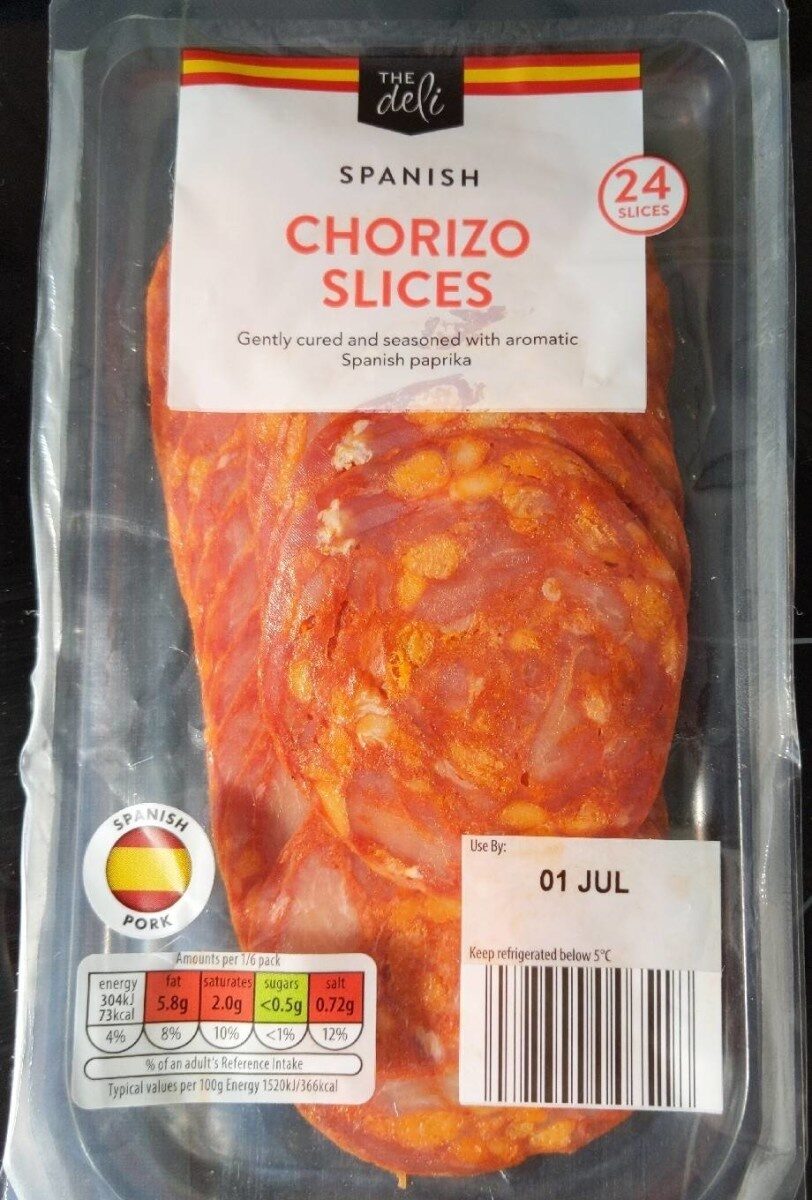 THE
deli
SPANISH
24
SLICES
CHORIZO
SLICES
Gently cured and seasoned with aromatic
Spanish paprika
SPANISH
PORK
Use By:
01 JUL
Keep refrigerated below 5°C
Amounts per 1/6 pack
energy fat saturates sugars salt
304kJ
73kcal 5.8g 2.0g <0.5g 0.72g
4% 8% 10% <1% 12%
% of an adult's Reference Intake
Typical values per 100g Energy 1520kJ/366kcal